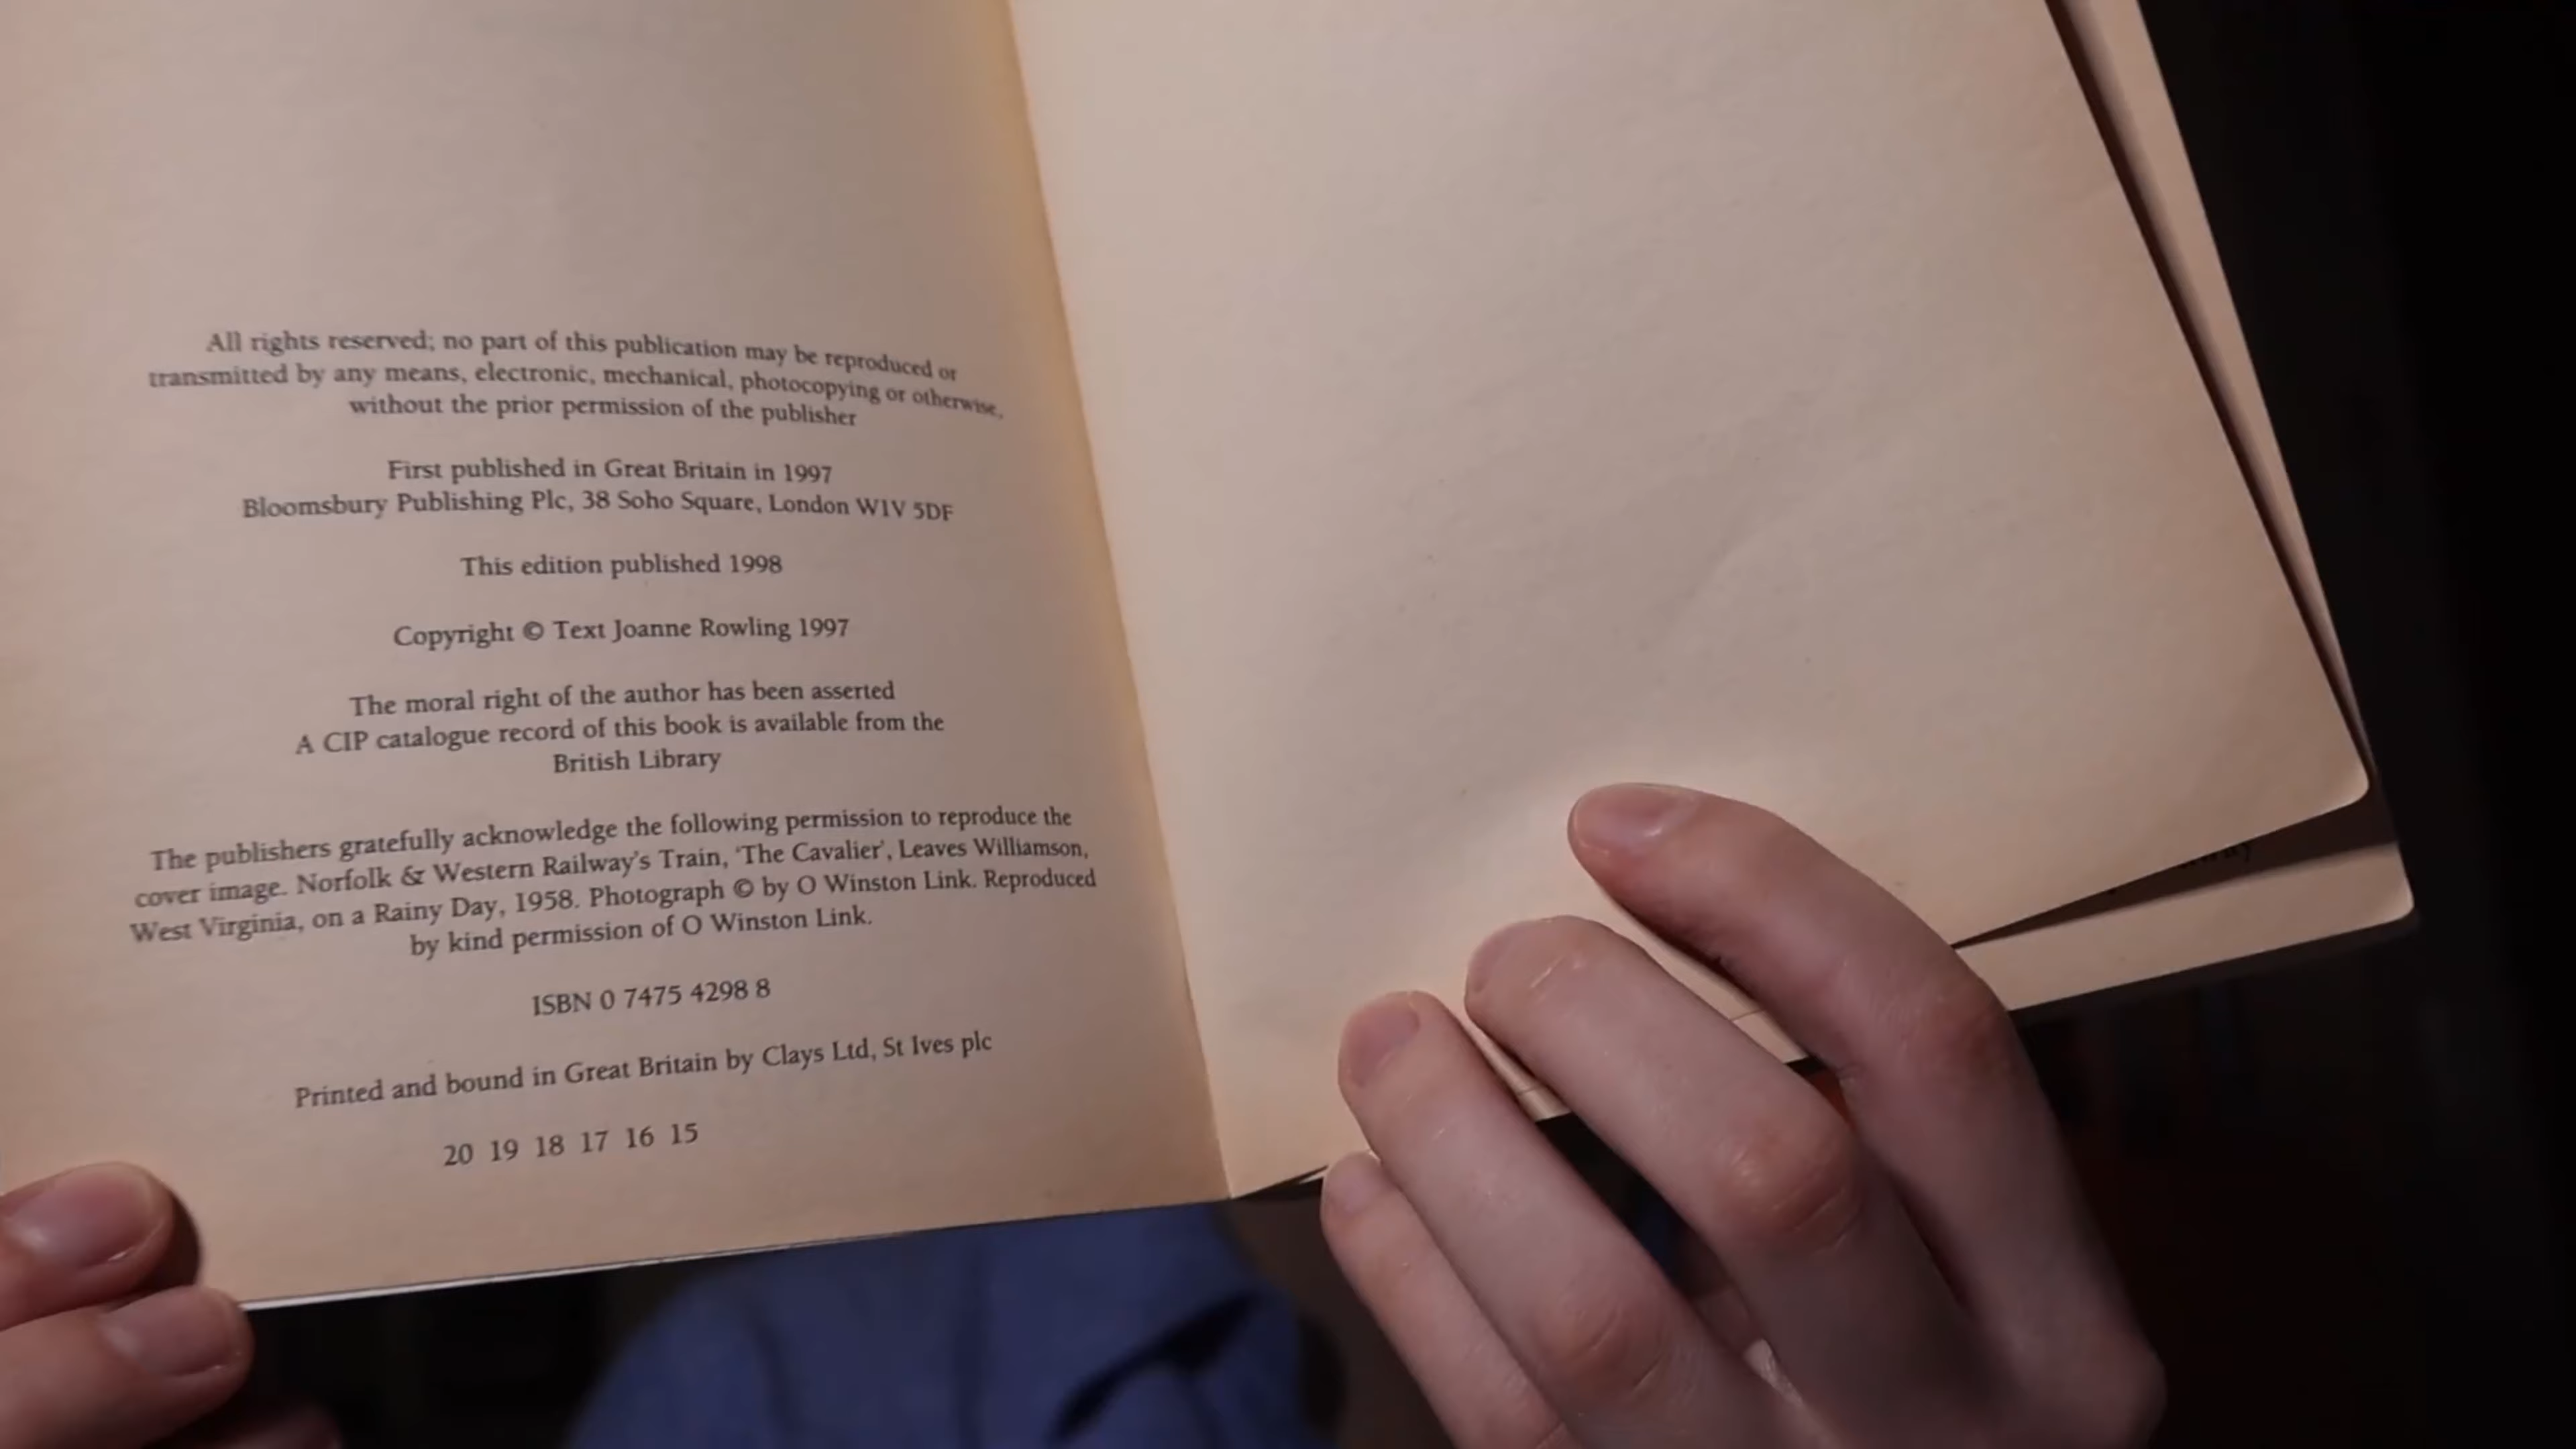 All rights reserved; no part of this publication may be reproduced or
transmitted by any means, electronic, mechanical, photocopying or otherwise,
without the prior permission of the publisher
First published in Great Britain in 1997
Bloomsbury Publishing Plc, 38 Soho Square, London W1V 5DF
This edition published 1998
Copyright © Text Joanne Rowling 1997
The moral right of the author has been asserted
A CIP catalogue record of this book is available from the
British Library
The publishers gratefully acknowledge the following permission to reproduce the
cover image. Norfolk & Western Railway's Train, 'The Cavalier', Leaves Williamson,
West Virginia, on a Rainy Day, 1958. Photograph © by O Winston Link. Reproduced
by kind permission of O Winston Link.
ISBN 0 7475 4298 8
Printed and bound in Great Britain by Clays Ltd, St Ives plc
20 19 18 17 16 15